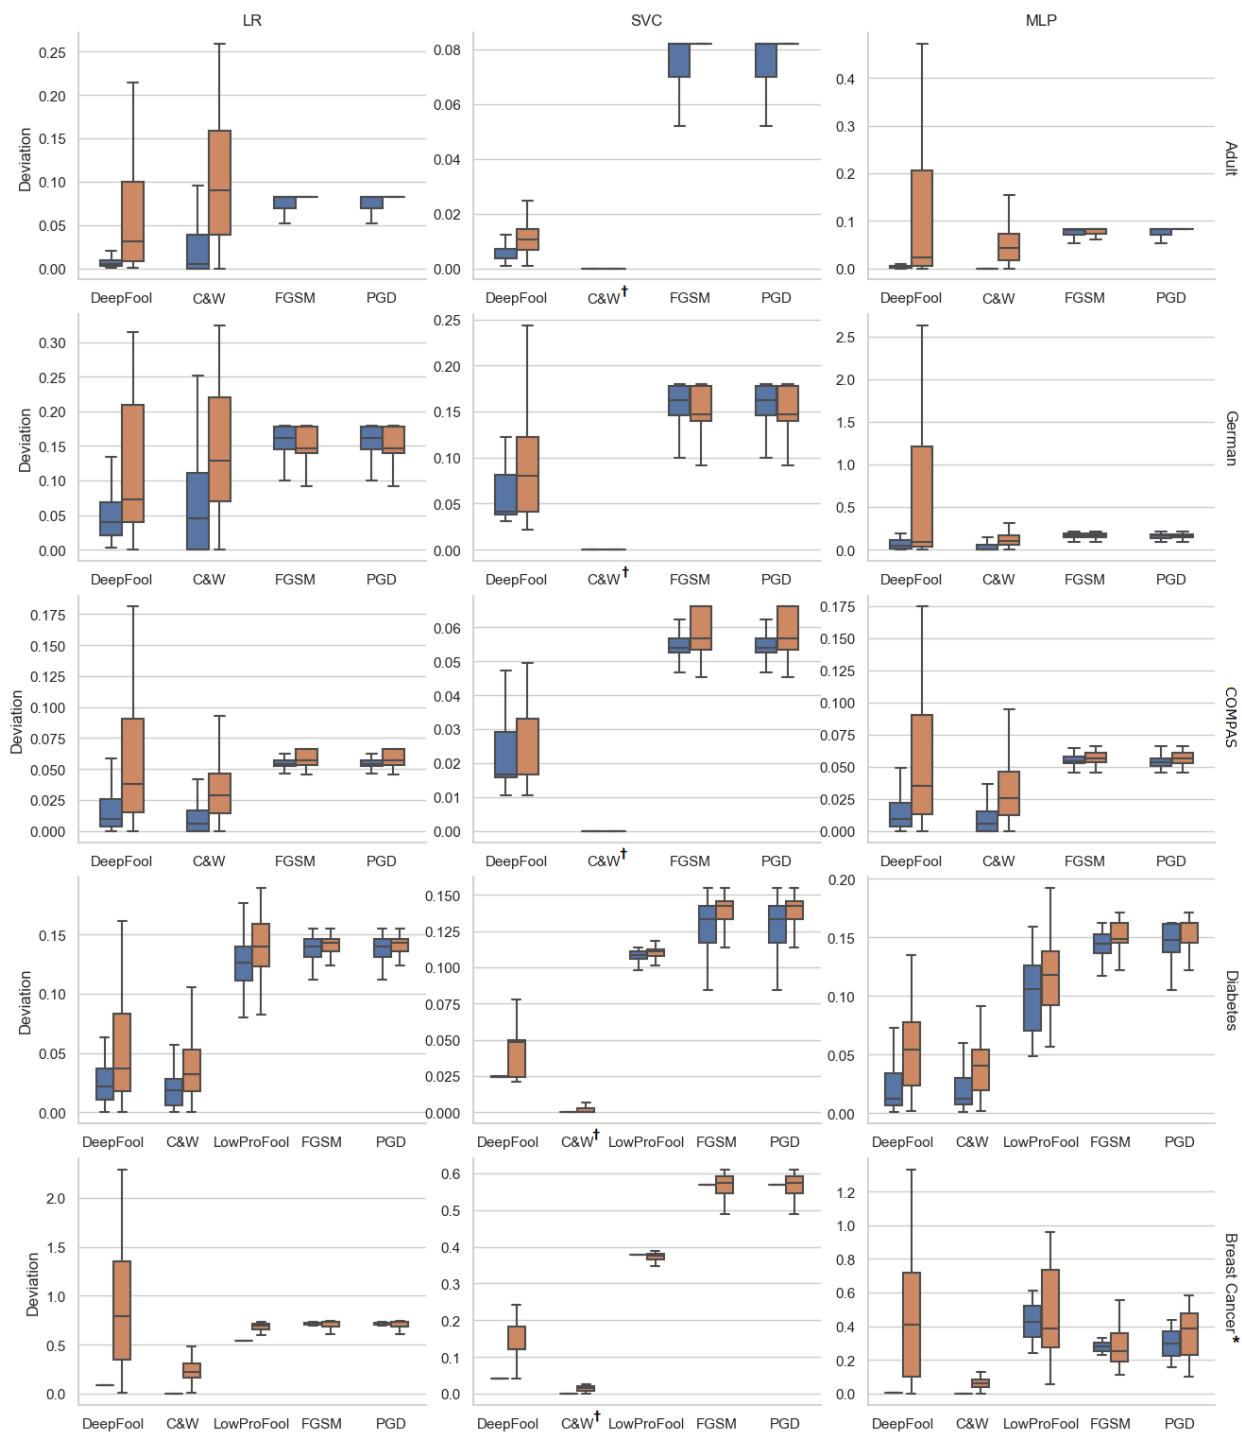 LR SVC MLP
0.25 0.20 0.15 0.10 0.05 0.00
Deviation
0.08 0.06 0.04 0.02 0.00
0.4 0.3 0.2 0.1 0.0
Adult
DeepFool C&W FGSM PGD
DeepFool C&W† FGSM PGD
DeepFool C&W FGSM PGD
0.30 0.25 0.20 0.15 0.10 0.05 0.00
Deviation
0.25 0.20 0.15 0.10 0.05 0.00
2.5 2.0 1.5 1.0 0.5 0.0
German
DeepFool C&W FGSM PGD
DeepFool C&W† FGSM PGD
DeepFool C&W FGSM PGD
0.175 0.150 0.125 0.100 0.075 0.050 0.025 0.000
Deviation
0.06 0.05 0.04 0.03 0.02 0.01 0.00
0.175 0.150 0.125 0.100 0.075 0.050 0.025 0.000
COMPAS
DeepFool C&W FGSM PGD
DeepFool C&W† FGSM PGD
DeepFool C&W FGSM PGD
0.15 0.10 0.05 0.00
Deviation
0.150 0.125 0.100 0.075 0.050 0.025 0.000
0.20 0.15 0.10 0.05 0.00
Diabetes
DeepFool C&W LowProFool FGSM PGD
DeepFool C&W† LowProFool FGSM PGD
DeepFool C&W LowProFool FGSM PGD
2.0 1.5 1.0 0.5 0.0
Deviation
0.6 0.5 0.4 0.3 0.2 0.1 0.0
1.2 1.0 0.8 0.6 0.4 0.2 0.0
Breast Cancer*
DeepFool C&W LowProFool FGSM PGD
DeepFool C&W† LowProFool FGSM PGD
DeepFool C&W LowProFool FGSM PGD